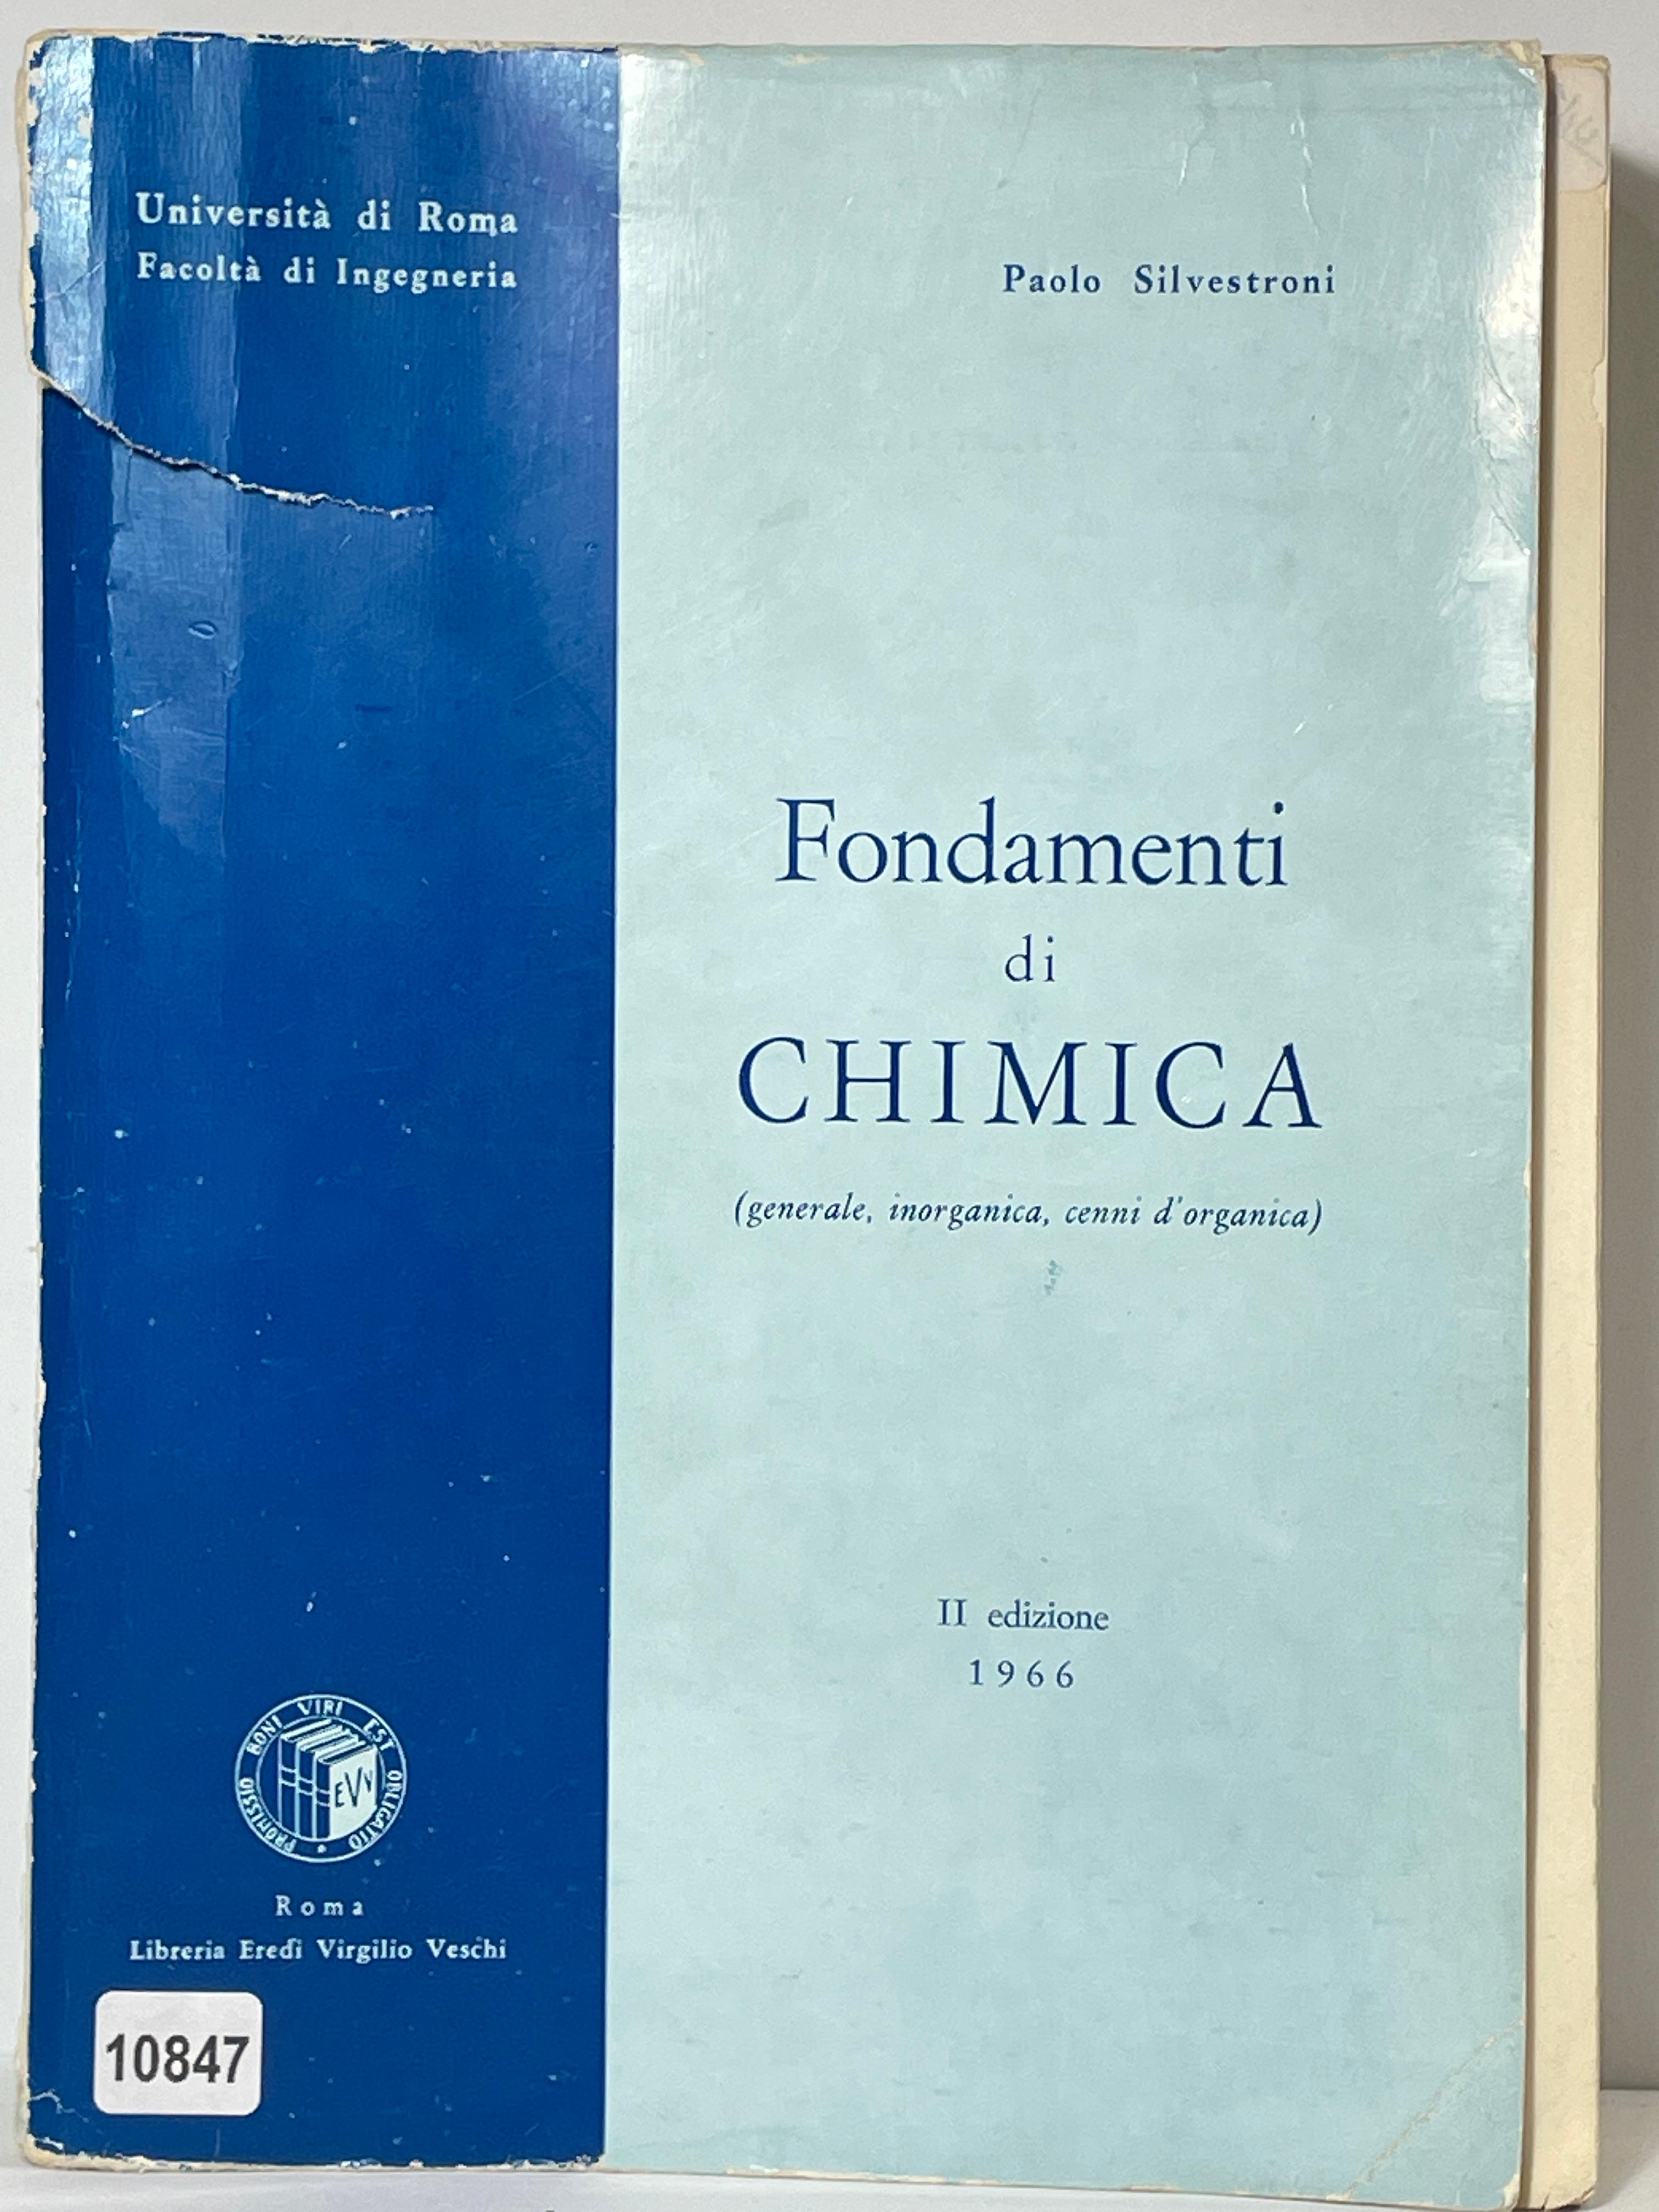 Università di Roma
Facoltà di Ingegneria
Paolo Silvestroni
Fondamenti
di
CHIMICA
(generale, inorganica, cenni d'organica)
II edizione
1966
PROMISSIO BONI VIRI EST OBLIGATIO
EVV
Roma
Libreria Eredi Virgilio Veschi
10847